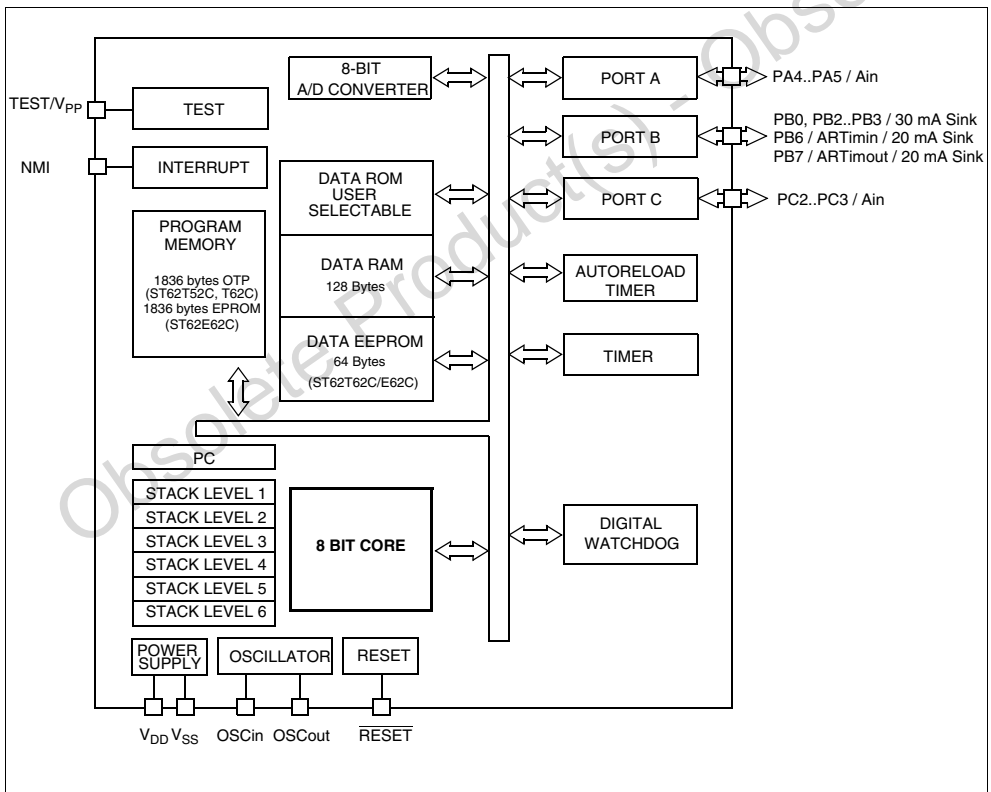 Obsolete Product(s) - Obsol
8-BIT
A/D CONVERTER
PORT A
PA4..PA5 / Ain
TEST/VPP
TEST
PORT B
PB0, PB2..PB3 / 30 mA Sink
PB6 / ARTimin / 20 mA Sink
PB7 / ARTimout / 20 mA Sink
NMI
INTERRUPT
DATA ROM
USER
SELECTABLE
PORT C
PC2..PC3 / Ain
PROGRAM
MEMORY
1836 bytes OTP
(ST62T52C, T62C)
1836 bytes EPROM
(ST62E62C)
DATA RAM
128 Bytes
AUTORELOAD
TIMER
DATA EEPROM
64 Bytes
(ST62T62C/E62C)
TIMER
PC
STACK LEVEL 1
STACK LEVEL 2
STACK LEVEL 3
STACK LEVEL 4
STACK LEVEL 5
STACK LEVEL 6
8 BIT CORE
DIGITAL
WATCHDOG
POWER
SUPPLY
OSCILLATOR
RESET
VDD VSS
OSCin OSCout
RESET